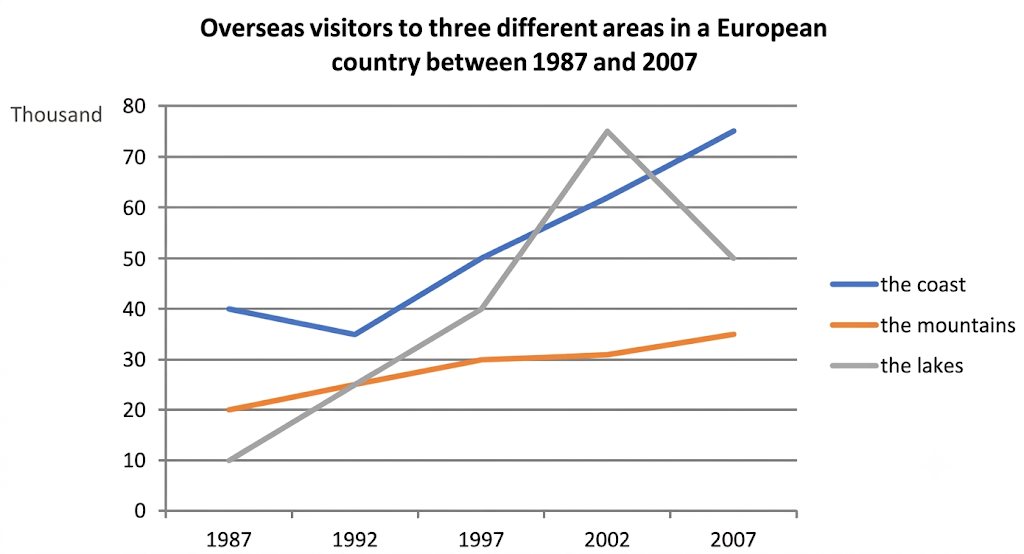 Overseas visitors to three different areas in a European
country between 1987 and 2007
Thousand
80
70
60
50
40
30
20
10
0
1987 1992 1997 2002 2007
the coast
the mountains
the lakes